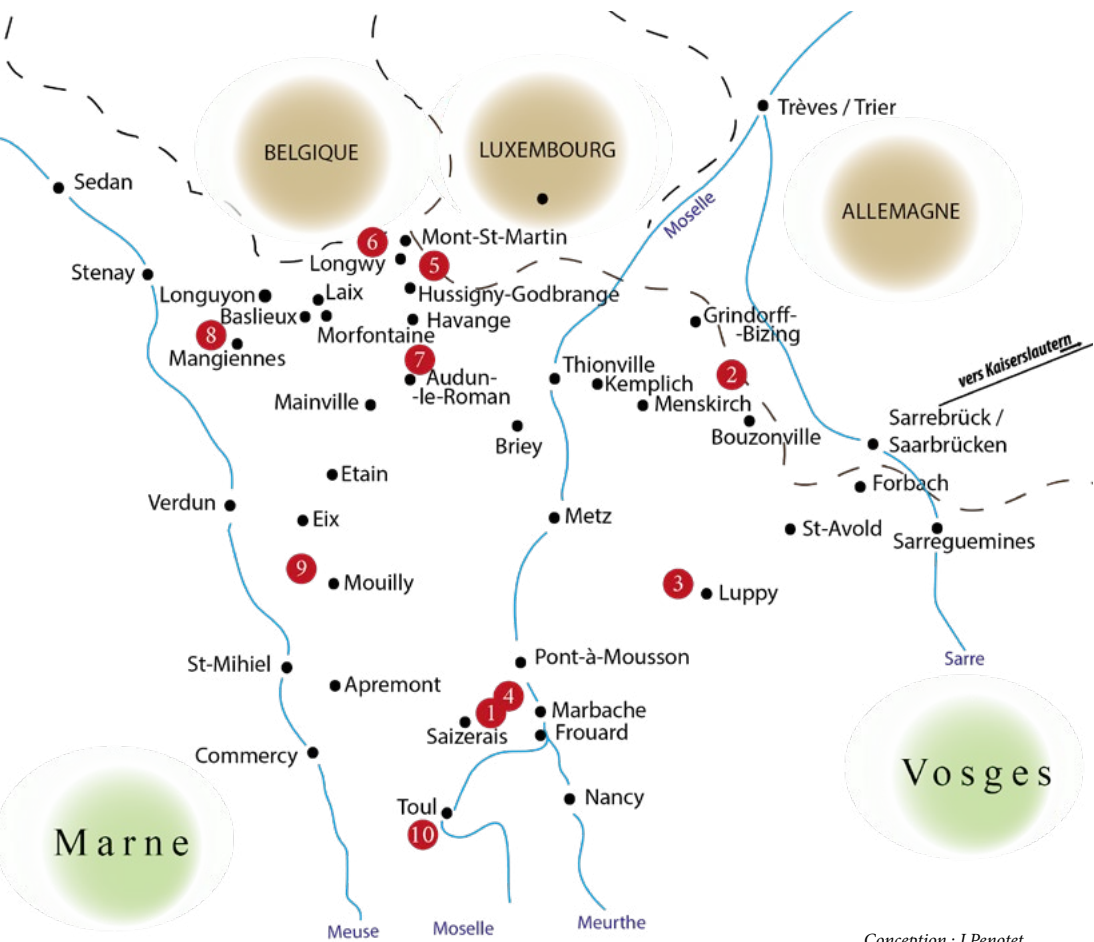 Trèves / Trier
BELGIQUE
LUXEMBOURG
Sedan
ALLEMAGNE
Moselle
6
Mont-St-Martin
Longwy
5
Stenay
Longuyon
Laix
Hussigny-Godbrange
Baslieux
Havange
Grindorff-
-Bizing
8
Morfontaine
Mangiennes
7
vers Kaiserslautern
Thionville
2
Audun-
-le-Roman
Kemplich
Mainville
Menskirch
Sarrebrück /
Saarbrücken
Briey
Bouzonville
Etain
Forbach
Verdun
Eix
Metz
St-Avold
Sarreguemines
9
Mouilly
3
Luppy
St-Mihiel
Pont-à-Mousson
Sarre
Apremont
4
1
Marbache
Saizerais
Frouard
Commercy
Vosges
Toul
Nancy
10
Marne
Meuse
Moselle
Meurthe
Conception : J.Penotet